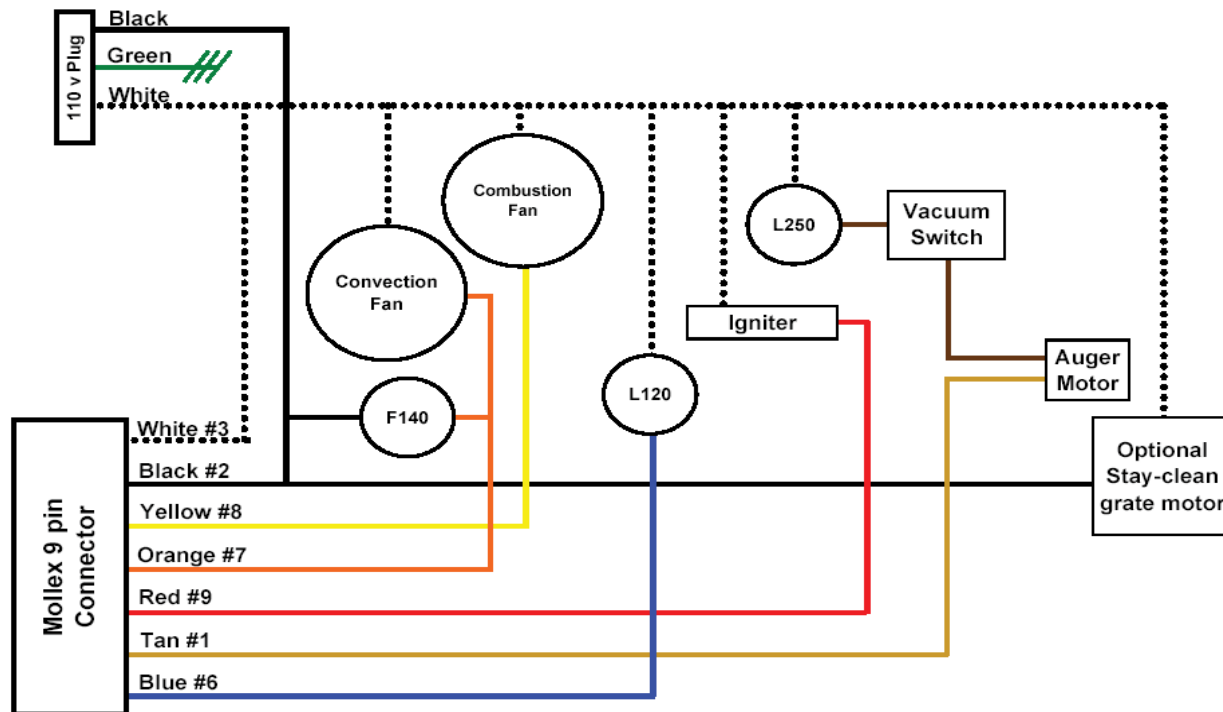 110 v Plug
Black
Green
White
Combustion
Fan
Convection
Fan
L250
Vacuum
Switch
Igniter
Auger
Motor
L120
F140
Optional
Stay-clean
grate motor
Mollex 9 pin
Connector
White #3
Black #2
Yellow #8
Orange #7
Red #9
Tan #1
Blue #6